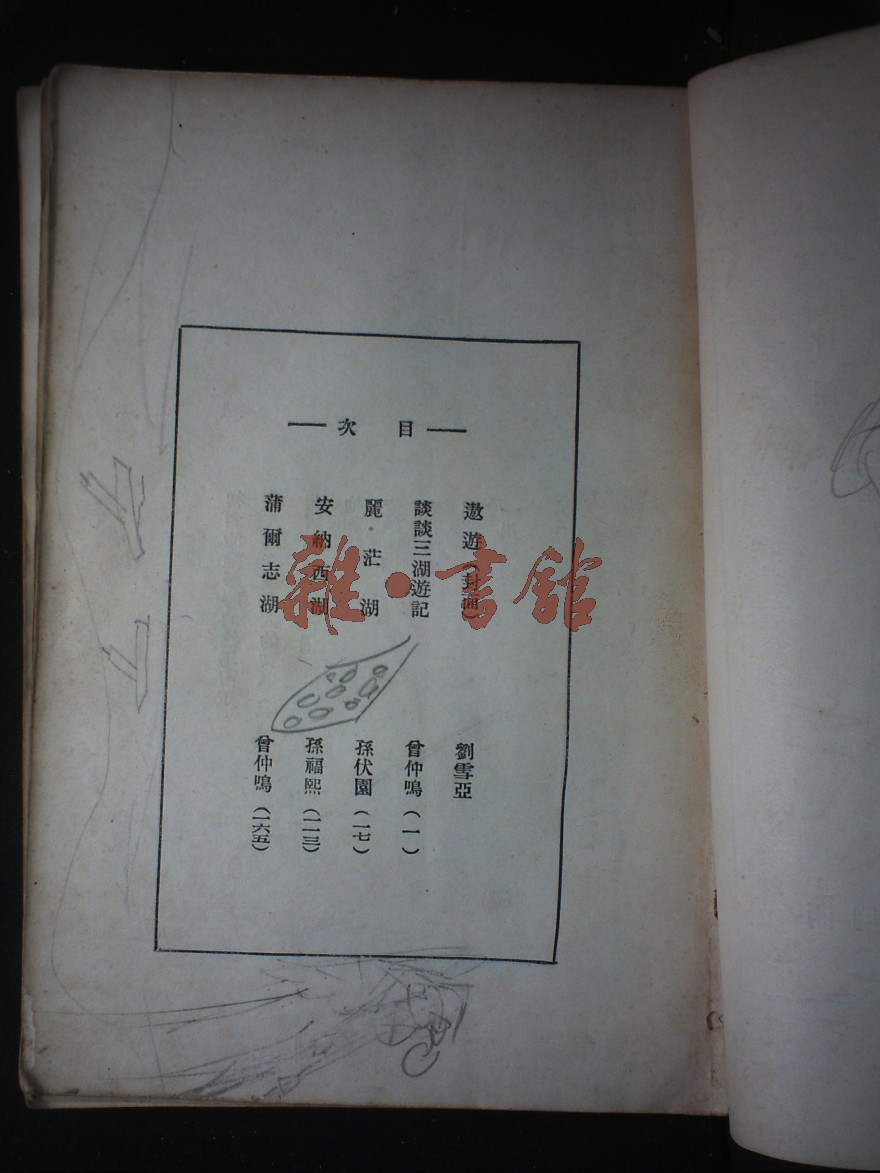 目次
遨遊(封面) 劉雪亞
談談三湖遊記 曾仲鳴(一)
麗茫湖 孫伏園(一七)
安納西湖 孫福熙(一一三)
蒲爾志湖 曾仲鳴(一六五)
雜·書館